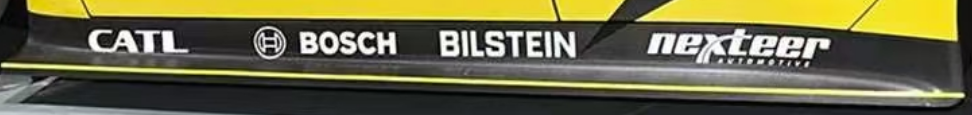 CATL BOSCH BILSTEIN nexteer
AUTOMOTIVE